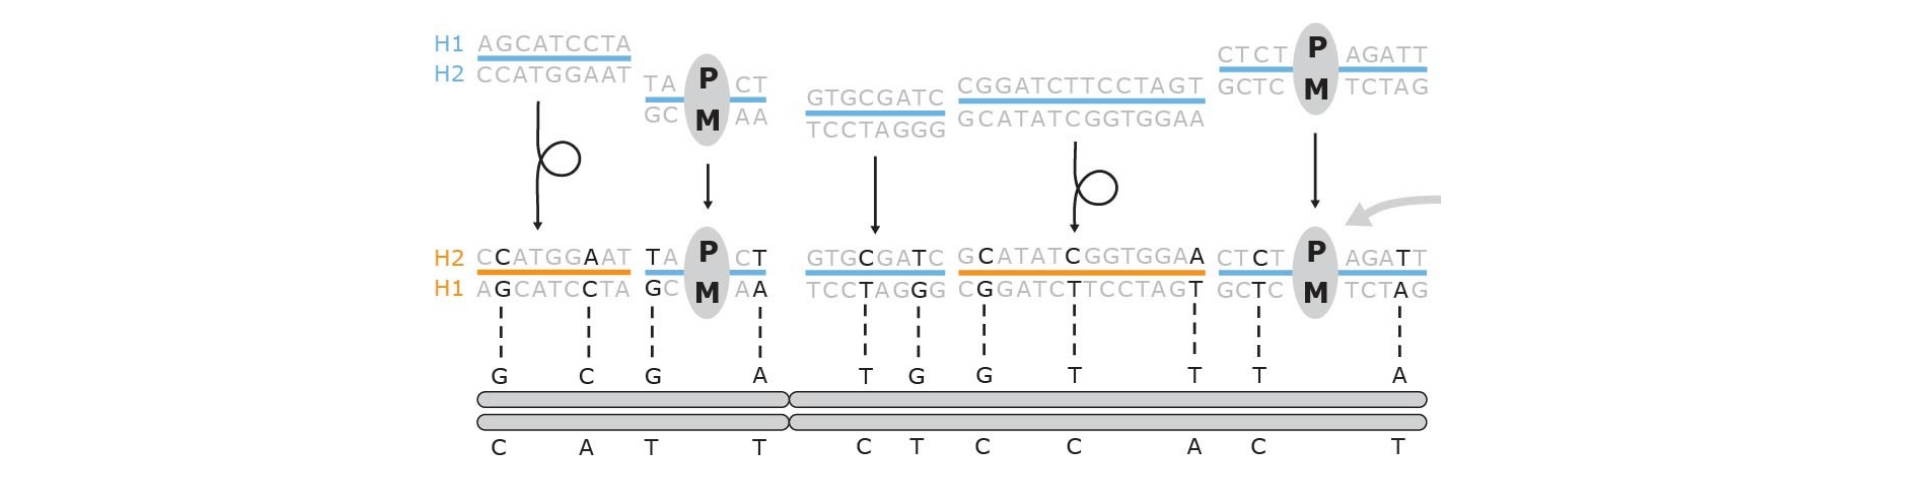 H1 AGCATCCTA
H2 CCATGGAAT
TA P CT
GC M AA
GTGCGATC
TCCTAGGG
CGGATCTTCCTAGT
GCATATCGGTGGAA
CTCT P AGATT
GCTC M TCTAG
H2 CCATGGAAT TA P CT GTGCGATC GCATATCGGTGGAA CTCT P AGATT
H1 AGCATCCTA GC M AA TCCTAGGG CGGATCTTCCTAGT GCTC M TCTAG
G C G A T G G T T T A
C A T T C T C C A C T